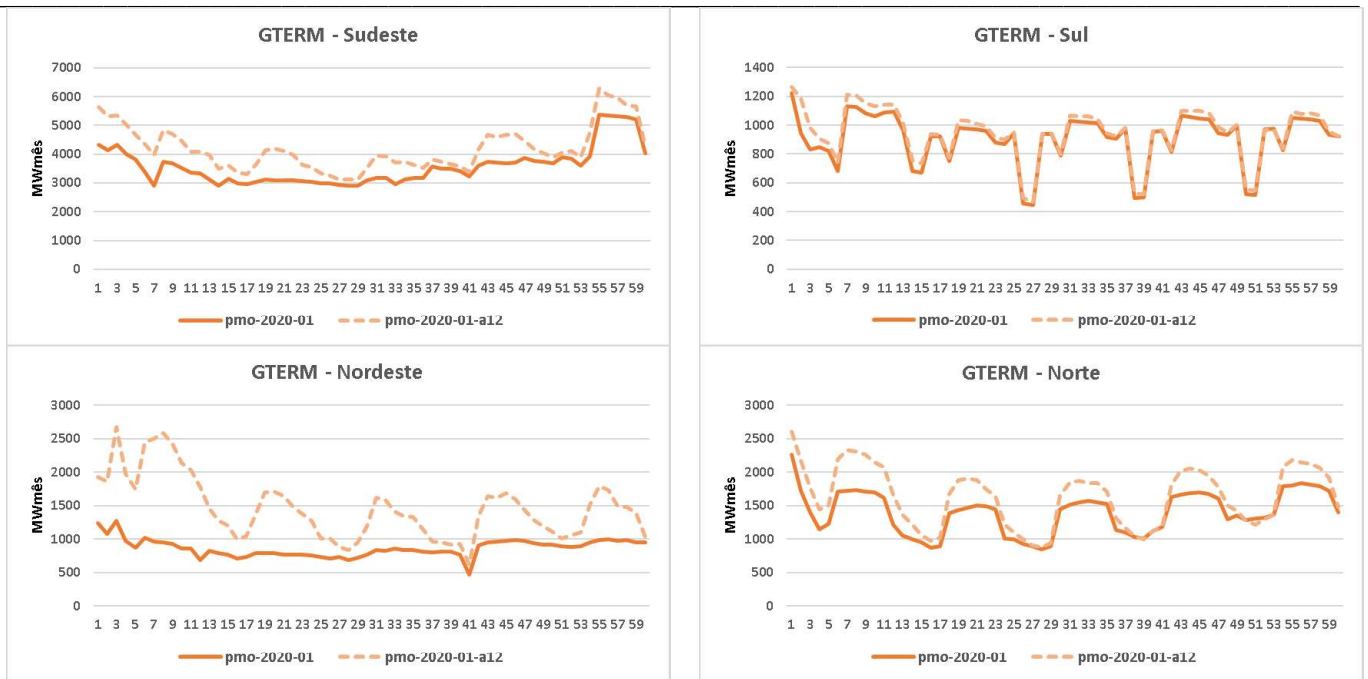 GTERM - Sudeste
7000
6000
5000
4000
3000
2000
1000
0
MWmês
1 3 5 7 9 11 13 15 17 19 21 23 25 27 29 31 33 35 37 39 41 43 45 47 49 51 53 55 57 59
pmo-2020-01 pmo-2020-01-a12
GTERM - Sul
1400
1200
1000
800
600
400
200
0
MWmês
1 3 5 7 9 11 13 15 17 19 21 23 25 27 29 31 33 35 37 39 41 43 45 47 49 51 53 55 57 59
pmo-2020-01 pmo-2020-01-a12
GTERM - Nordeste
3000
2500
2000
1500
1000
500
0
MWmês
1 3 5 7 9 11 13 15 17 19 21 23 25 27 29 31 33 35 37 39 41 43 45 47 49 51 53 55 57 59
pmo-2020-01 pmo-2020-01-a12
GTERM - Norte
3000
2500
2000
1500
1000
500
0
MWmês
1 3 5 7 9 11 13 15 17 19 21 23 25 27 29 31 33 35 37 39 41 43 45 47 49 51 53 55 57 59
pmo-2020-01 pmo-2020-01-a12